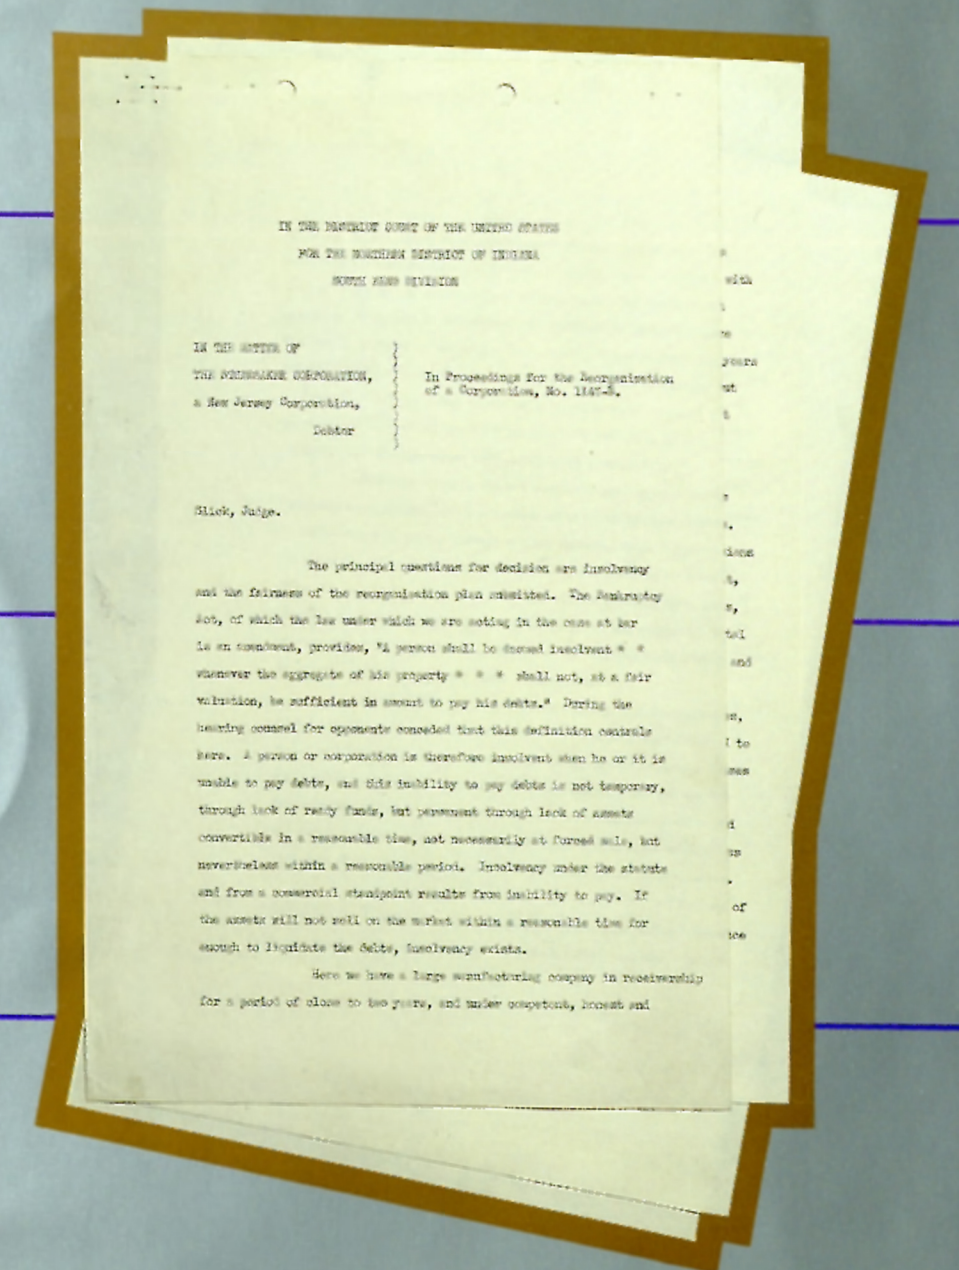 IN THE DISTRICT COURT OF THE UNITED STATES
FOR THE NORTHERN DISTRICT OF INDIANA
SOUTH BEND DIVISION
IN THE MATTER OF
THE STUDEBAKER CORPORATION,
a New Jersey Corporation,
Debtor
In Proceedings for the Reorganization
of a Corporation, No.
Slick, Judge.
The principal questions for decision are insolvency
and the fairness of the reorganization plan submitted. The Bankruptcy
Act, of which the law under which we are acting in the case at bar
is an amendment, provides, "A person shall be deemed insolvent * *
whenever the aggregate of his property * * * shall not, at a fair
valuation, be sufficient in amount to pay his debts." During the
hearing counsel for opponents conceded that this definition controls
here. A person or corporation is therefore insolvent when he or it is
unable to pay debts, and this inability to pay debts is not temporary,
through lack of ready funds, but permanent through lack of assets
convertible in a reasonable time, not necessarily at forced sale, but
nevertheless within a reasonable period. Insolvency under the statute
and from a commercial standpoint results from inability to pay. If
the assets will not sell on the market within a reasonable time for
enough to liquidate the debts, insolvency exists.
Here we have a large manufacturing company in receivership
for a period of close to two years, and under competent, honest and
with
years
and
to
of